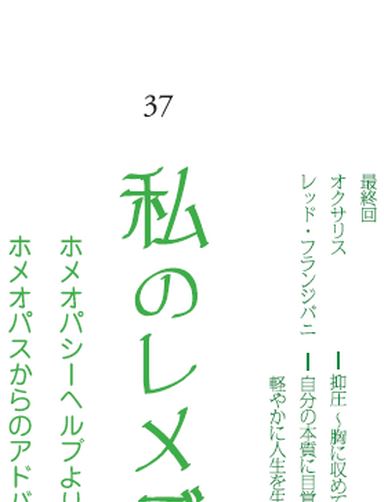 37
最終回
オクサリス ー 抑圧 〜胸に収めて
レッド・フランジパニ ー 自分の本質に目覚
軽やかに人生を生
私のレメデ
ホメオパシーヘルプより
ホメオパスからのアドバ